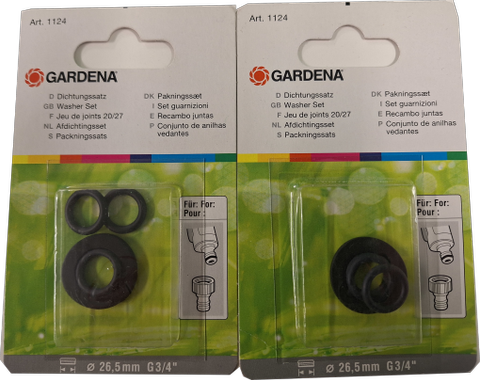 Art. 1124
GARDENA
D Dichtungssatz
GB Washer Set
F Jeu de joints 20/27
NL Afdichtingsset
S Packningssats
DK Pakningssæt
I Set guarnizioni
E Recambo juntas
P Conjunto de anilhas
vedantes
Für: For:
Pour :
ø 26,5mm G3/4"
Art. 1124
GARDENA
D Dichtungssatz
GB Washer Set
F Jeu de joints 20/27
NL Afdichtingsset
S Packningssats
DK Pakningssæt
I Set guarnizioni
E Recambo juntas
P Conjunto de anilhas
vedantes
Für: For:
Pour :
ø 26,5mm G3/4"